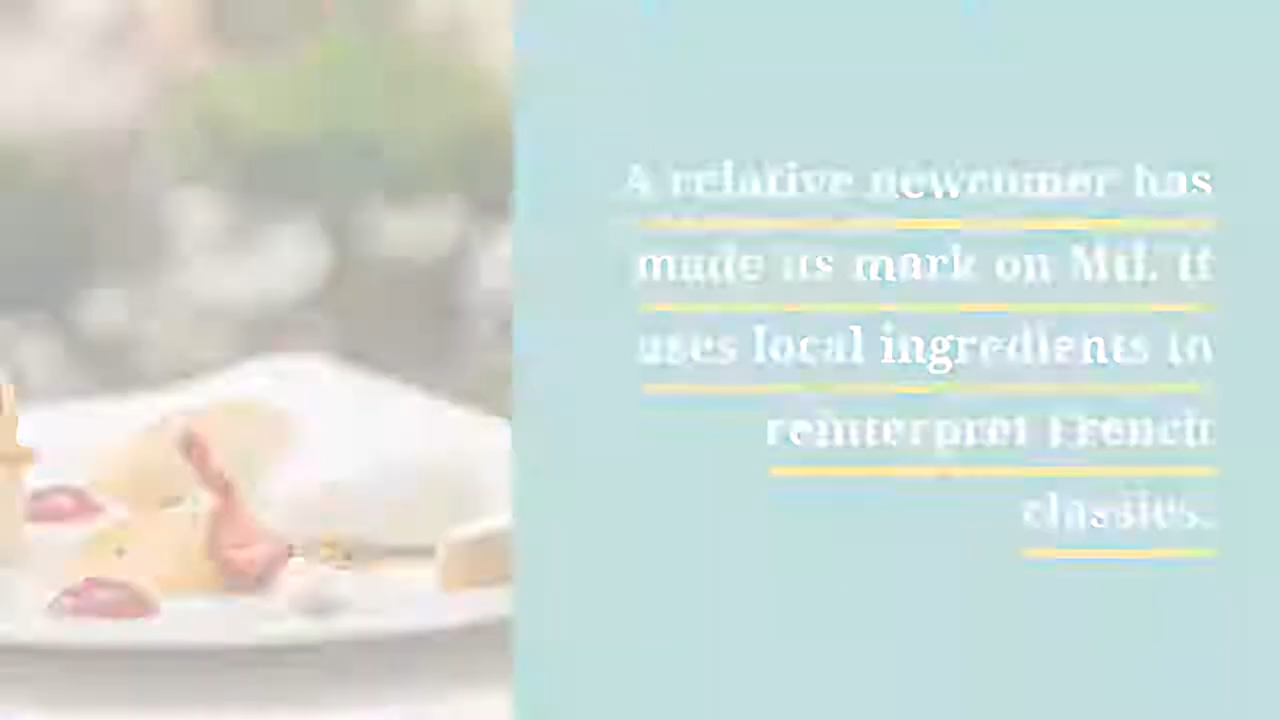 A relative newcomer has
made its mark on Mtl. It
uses local ingredients to
reinterpret French
classics.